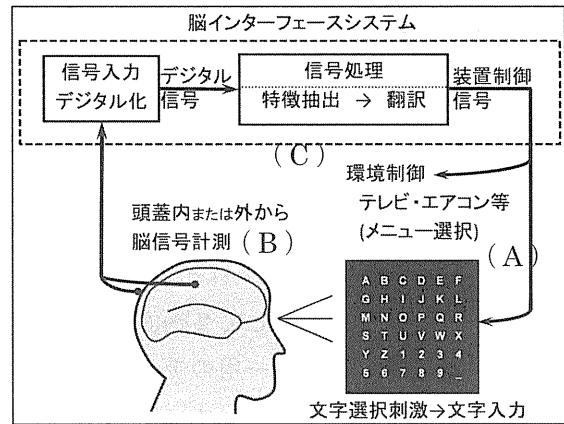 脳インターフェースシステム
信号入力
デジタル化
デジタル
信号
信号処理
特徴抽出 → 翻訳
装置制御
信号
(C)
環境制御
テレビ・エアコン等
(メニュー選択)
(A)
頭蓋内または外から
脳信号計測
(B)
A B C D E F
G H I J K L
M N O P Q R
S T U V W X
Y Z 1 2 3 4
5 6 7 8 9 _
文字選択刺激→文字入力